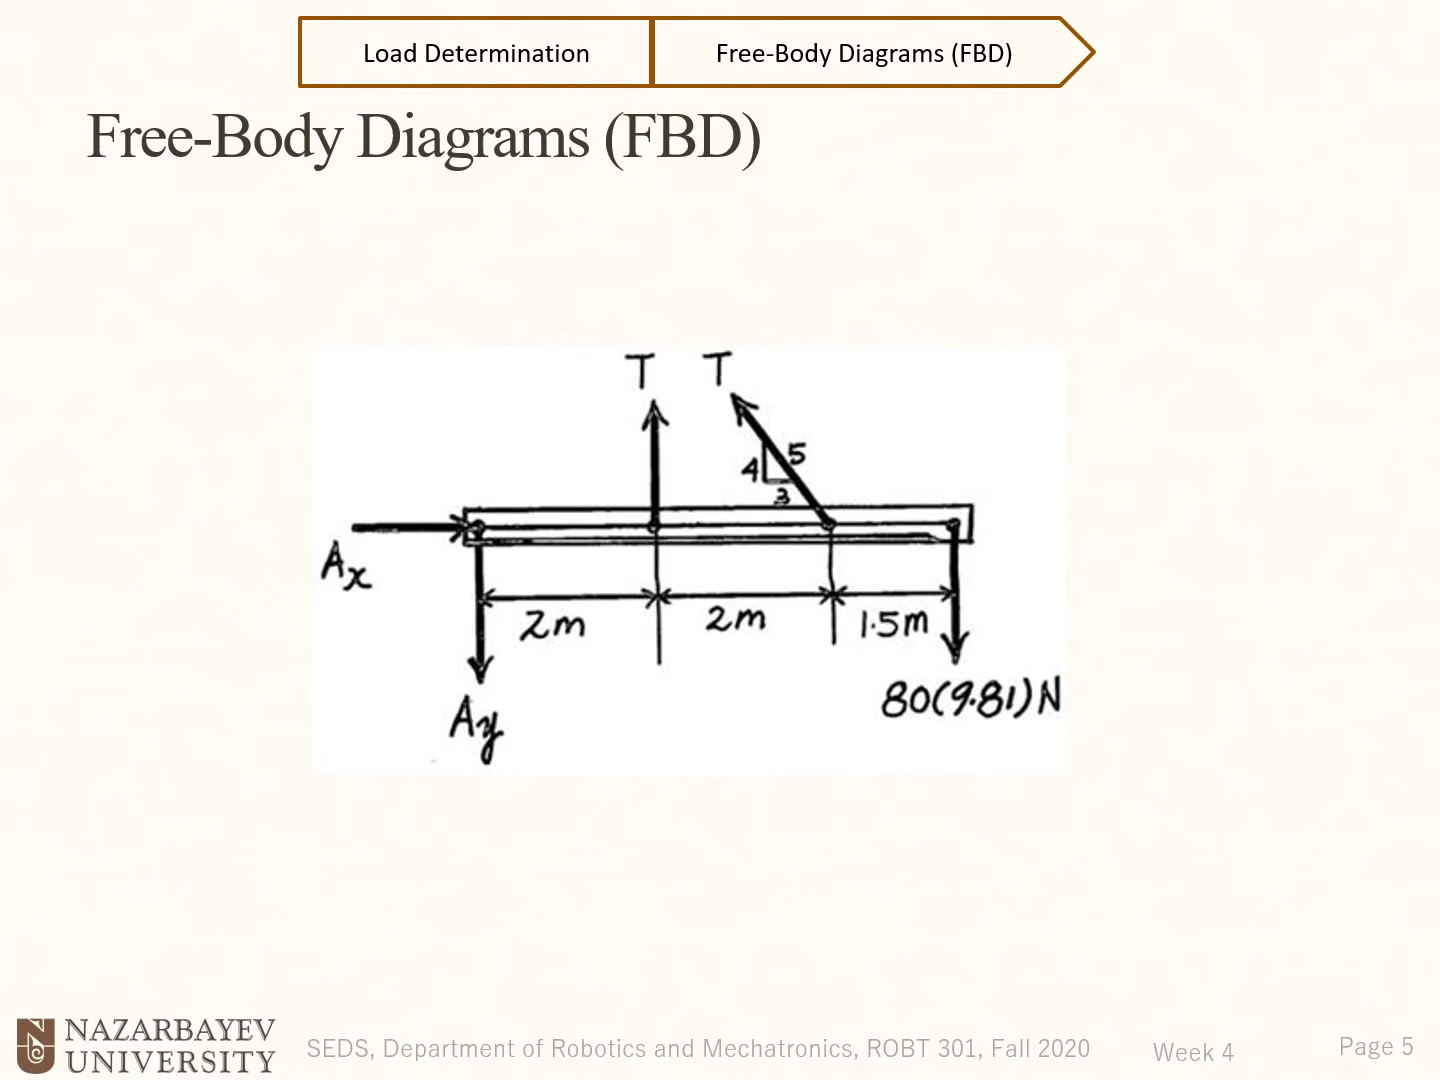 Load Determination
Free-Body Diagrams (FBD)
Free-Body Diagrams (FBD)
T T
4 5
3
Ax
2m 2m 1.5m
Ay
80(9.81)N
NAZARBAYEV
UNIVERSITY
SEDS, Department of Robotics and Mechatronics, ROBT 301, Fall 2020
Week 4
Page 5